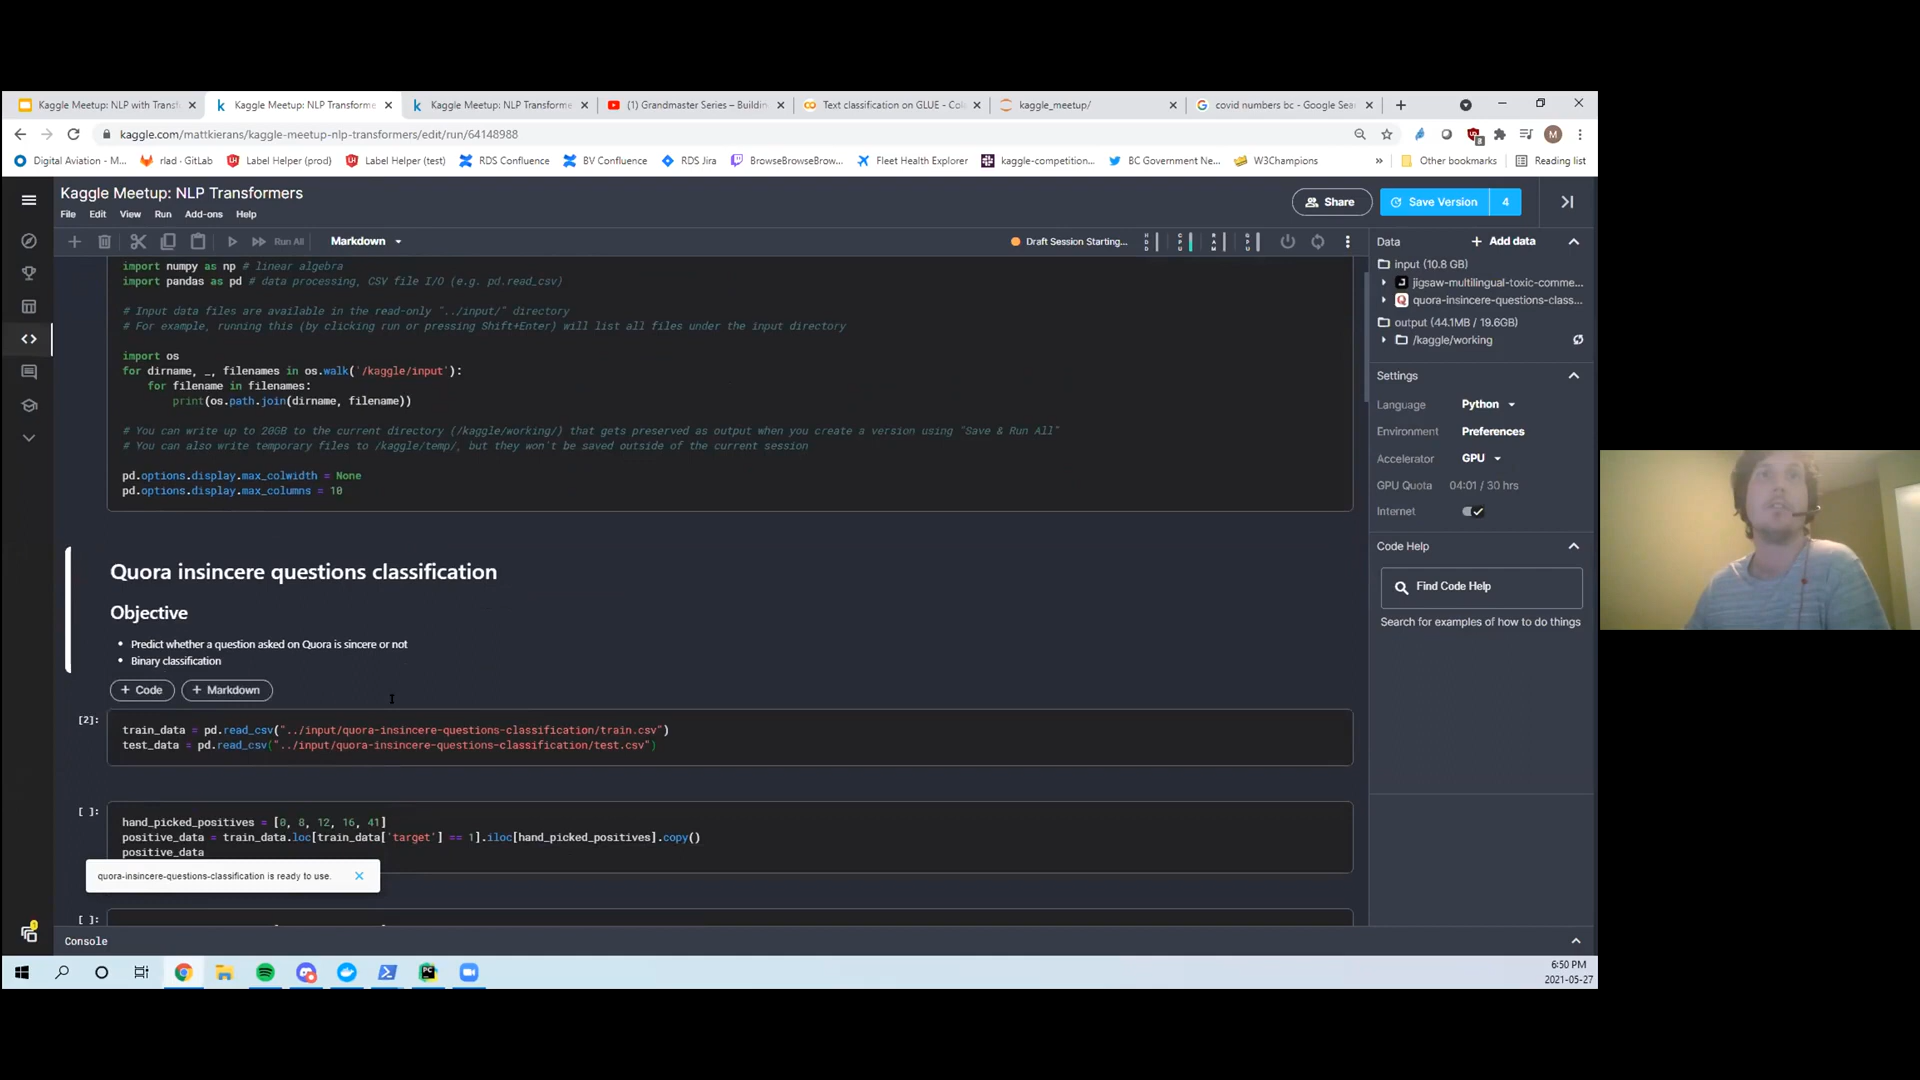 Kaggle Meetup: NLP with Transf
Kaggle Meetup: NLP Transforme
Kaggle Meetup: NLP Transforme
(1) Grandmaster Series – Buildin
Text classification on GLUE - Col
kaggle_meetup/
covid numbers bc - Google Sear
kaggle.com/mattkierans/kaggle-meetup-nlp-transformers/edit/run/64148988
M
Digital Aviation - M...
rlad · GitLab
Label Helper (prod)
Label Helper (test)
RDS Confluence
BV Confluence
RDS Jira
BrowseBrowseBrow...
Fleet Health Explorer
kaggle-competition...
BC Government Ne...
W3Champions
»
Other bookmarks
Reading list
Kaggle Meetup: NLP Transformers
File Edit View Run Add-ons Help
Share
Save Version 4
Run All
Markdown
Draft Session Starting...
HDD
CPU
RAM
GPU
import numpy as np # linear algebra
import pandas as pd # data processing, CSV file I/O (e.g. pd.read_csv)
# Input data files are available in the read-only "../input/" directory
# For example, running this (by clicking run or pressing Shift+Enter) will list all files under the input directory
import os
for dirname, _, filenames in os.walk('/kaggle/input'):
for filename in filenames:
print(os.path.join(dirname, filename))
# You can write up to 20GB to the current directory (/kaggle/working/) that gets preserved as output when you create a version using "Save & Run All"
# You can also write temporary files to /kaggle/temp/, but they won't be saved outside of the current session
pd.options.display.max_colwidth = None
pd.options.display.max_columns = 10
Quora insincere questions classification
Objective
• Predict whether a question asked on Quora is sincere or not
• Binary classification
+ Code
+ Markdown
[2]:
train_data = pd.read_csv("../input/quora-insincere-questions-classification/train.csv")
test_data = pd.read_csv("../input/quora-insincere-questions-classification/test.csv")
[ ]:
hand_picked_positives = [0, 8, 12, 16, 41]
positive_data = train_data.loc[train_data['target'] == 1].iloc[hand_picked_positives].copy()
positive_data
quora-insincere-questions-classification is ready to use.
[ ]:
Console
Data
+ Add data
input (10.8 GB)
jigsaw-multilingual-toxic-comme...
quora-insincere-questions-class...
output (44.1MB / 19.6GB)
/kaggle/working
Settings
Language Python
Environment Preferences
Accelerator GPU
GPU Quota 04:01 / 30 hrs
Internet
Code Help
Find Code Help
Search for examples of how to do things
6:50 PM
2021-05-27